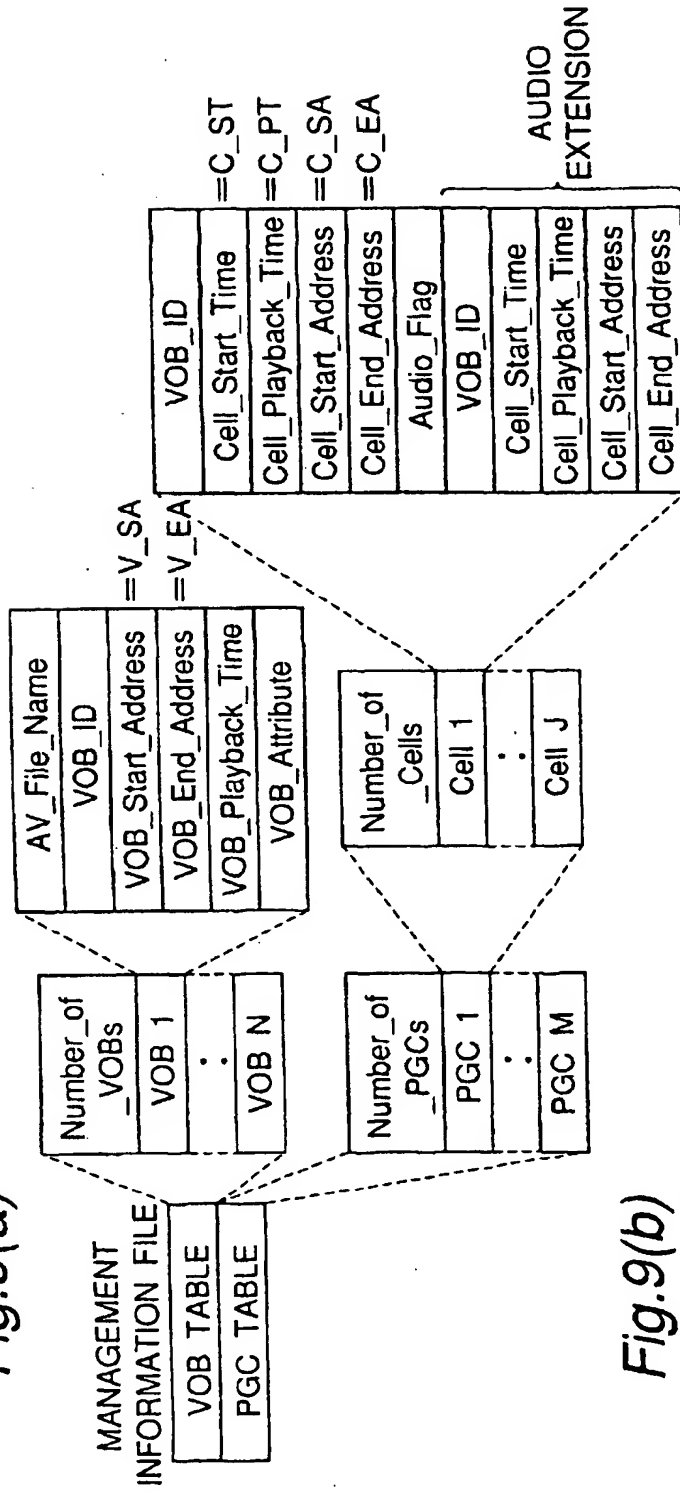 MANAGEMENT
INFORMATION FILE
VOB TABLE
PGC TABLE
Number_of
_VOBs
VOB 1
:
VOB N
AV_File_Name
VOB_ID
VOB_Start_Address =V_SA
VOB_End_Address =V_EA
VOB_Playback_Time
VOB_Attribute
Number_of
_PGCs
PGC 1
:
PGC M
Number_of
_Cells
Cell 1
:
Cell J
VOB_ID
Cell_Start_Time =C_ST
Cell_Playback_Time =C_PT
Cell_Start_Address =C_SA
Cell_End_Address =C_EA
Audio_Flag
VOB_ID
Cell_Start_Time
Cell_Playback_Time
Cell_Start_Address
Cell_End_Address
AUDIO
EXTENSION
Fig.9(b)